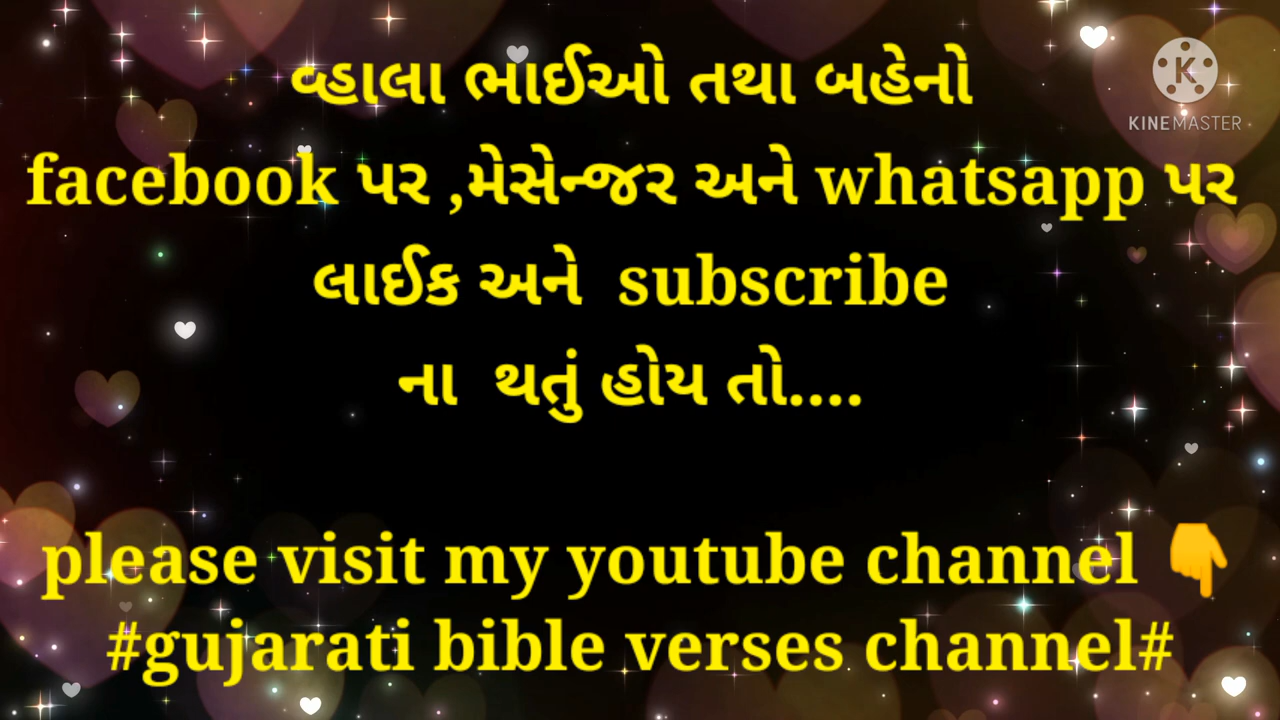 વ્હાલા ભાઈઓ તથા બહેનો
KINEMASTER
facebook પર ,મેસેન્જર અને whatsapp પર
લાઈક અને subscribe
ના થતું હોય તો....
please visit my youtube channel 👇
#gujarati bible verses channel#